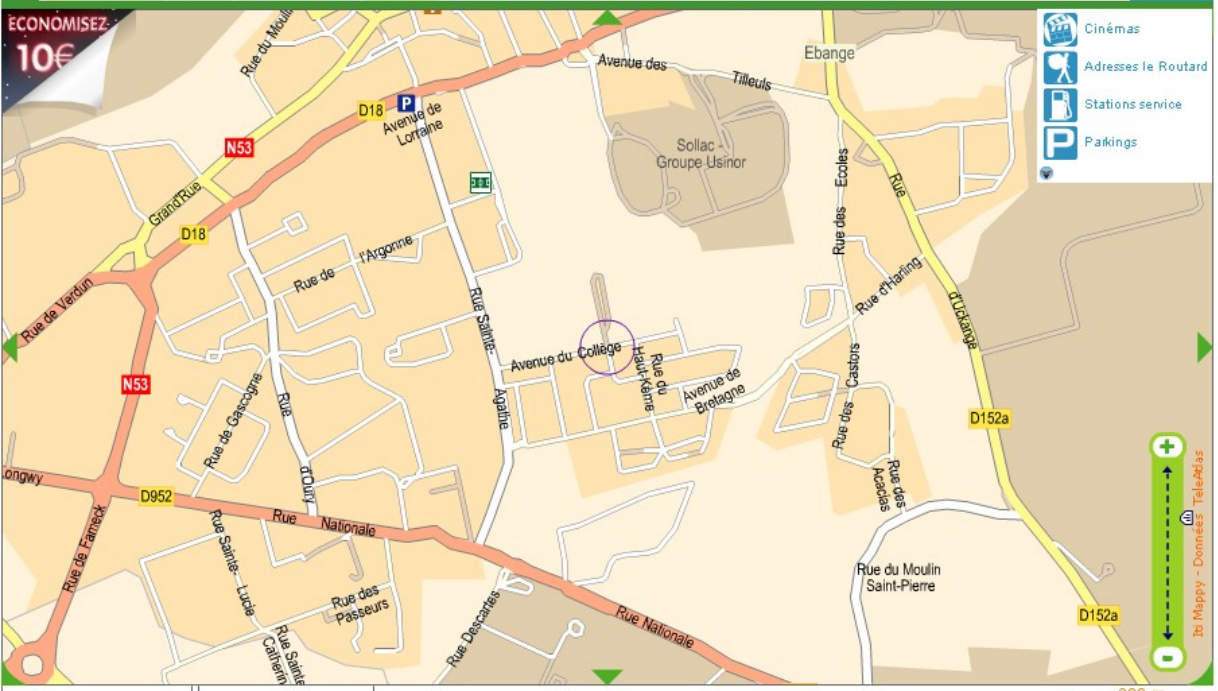 ECONOMISEZ
10€
Rue du Moulin
Cinémas
Adresses le Routard
Stations service
Parkings
Ebange
Avenue des
Tilleuls
D18
P
Avenue de
Lorraine
N53
Sollac -
Groupe Usinor
Rue des Ecoles
Rue
d'Uckange
Grand'Rue
D18
Rue de l'Argonne
Rue d'Harling
Rue de Verdun
Rue Sainte-
Agathe
Avenue du Collège
Rue du
Haut-Kême
Avenue de
Bretagne
N53
Rue de Gascogne
Rue
d'Oury
Rue des Castors
D152a
Rue des
Acacias
Longwy
D952
Rue Nationale
Rue de Fameck
Rue Sainte- Lucie
Rue des
Passeurs
Rue Sainte
Catherin
Rue Descartes
Rue Nationale
Rue du Moulin
Saint-Pierre
D152a
Iti Mappy - Données TeleAtlas